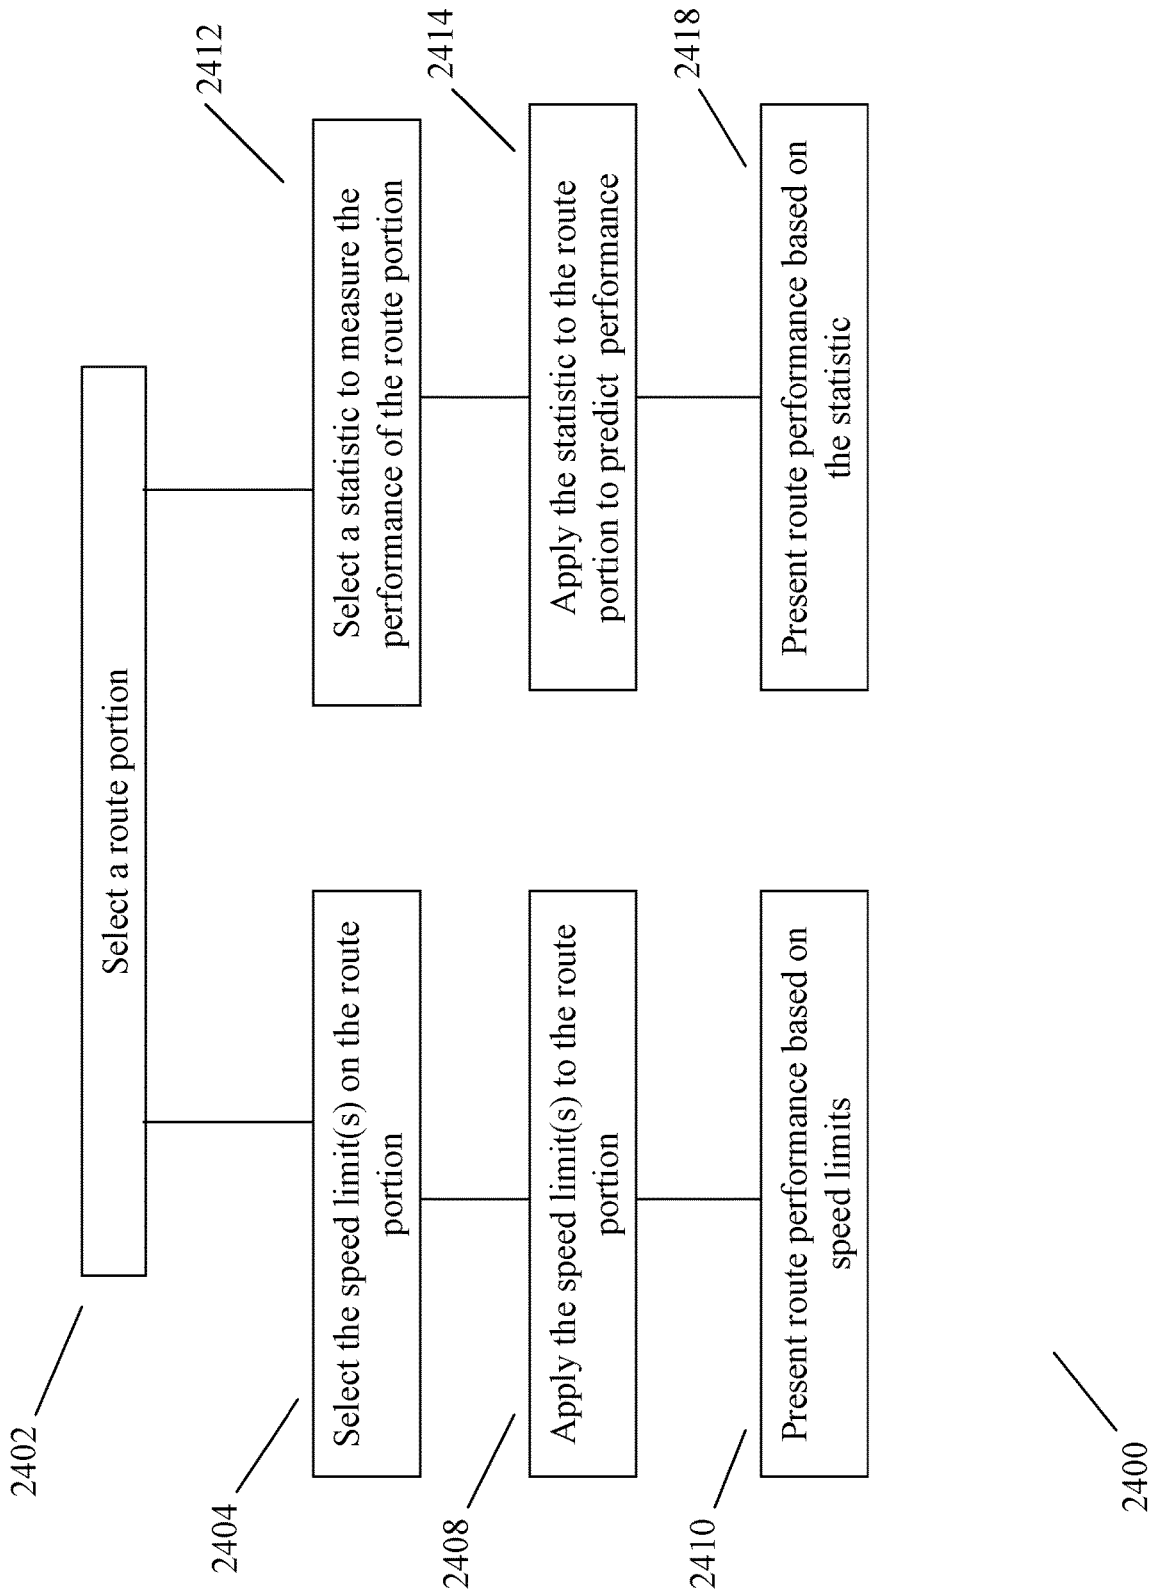 2402
Select a route portion
2404
Select the speed limit(s) on the route
portion
2408
Apply the speed limit(s) to the route
portion
2410
Present route performance based on
speed limits
2412
Select a statistic to measure the
performance of the route portion
2414
Apply the statistic to the route
portion to predict performance
2418
Present route performance based on
the statistic
2400